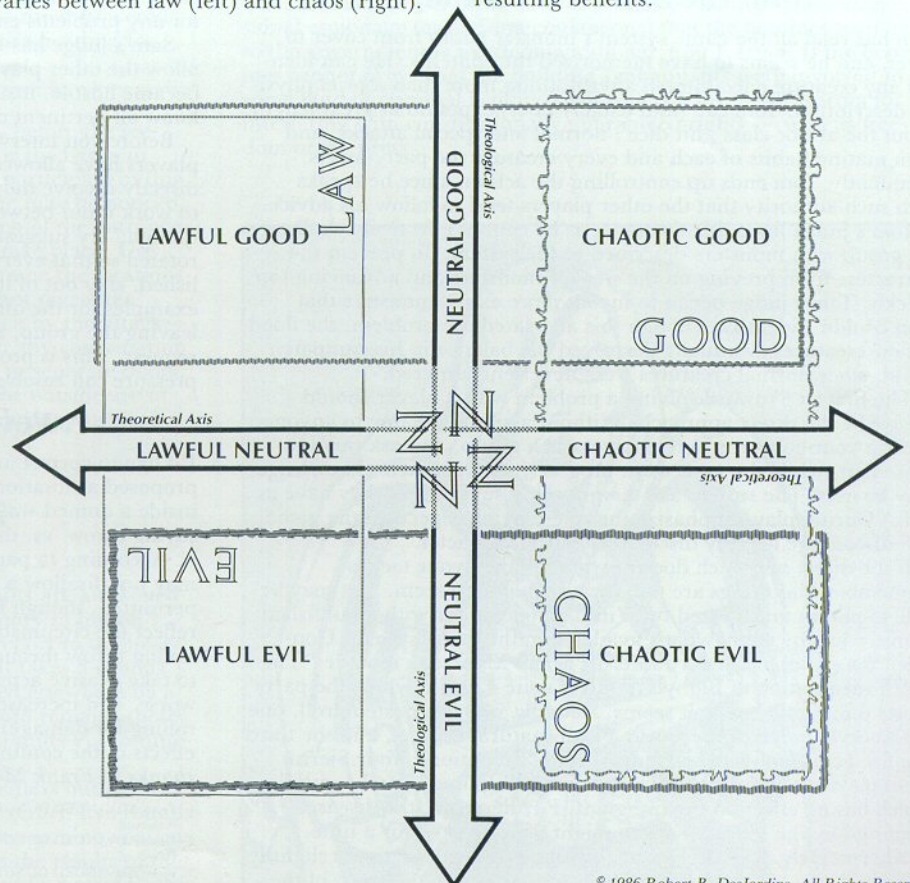 varies between law (left) and chaos (right).
resulting benefits.
LAW
NEUTRAL GOOD
Theological Axis
LAWFUL GOOD
CHAOTIC GOOD
GOOD
Theoretical Axis
N N
LAWFUL NEUTRAL
CHAOTIC NEUTRAL
N N
Theoretical Axis
EVIL
LAWFUL EVIL
NEUTRAL EVIL
Theological Axis
CHAOS
CHAOTIC EVIL
© 1986 Robert B. DesJardins. All Rights